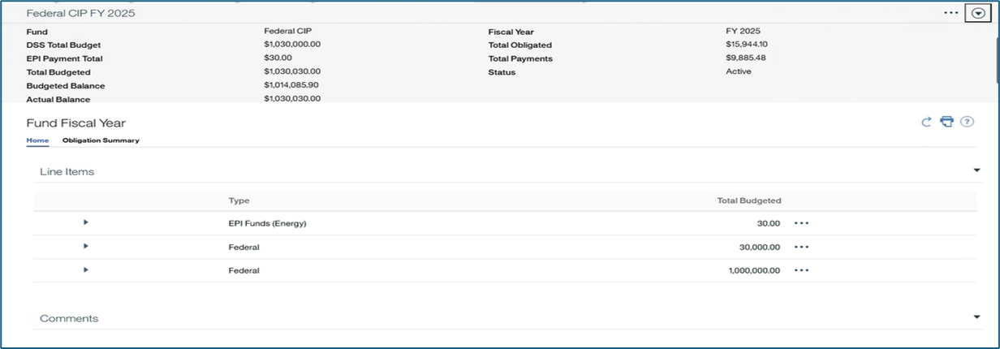 Federal CIP FY 2025
Fund Federal CIP Fiscal Year FY 2025
DSS Total Budget $1,030,000.00 Total Obligated $15,944.10
EPI Payment Total $30.00 Total Payments $9,885.48
Total Budgeted $1,030,030.00 Status Active
Budgeted Balance $1,014,085.90
Actual Balance $1,030,030.00
Fund Fiscal Year
Home Obligation Summary
Line Items
Type Total Budgeted
EPI Funds (Energy) 30.00
Federal 30,000.00
Federal 1,000,000.00
Comments